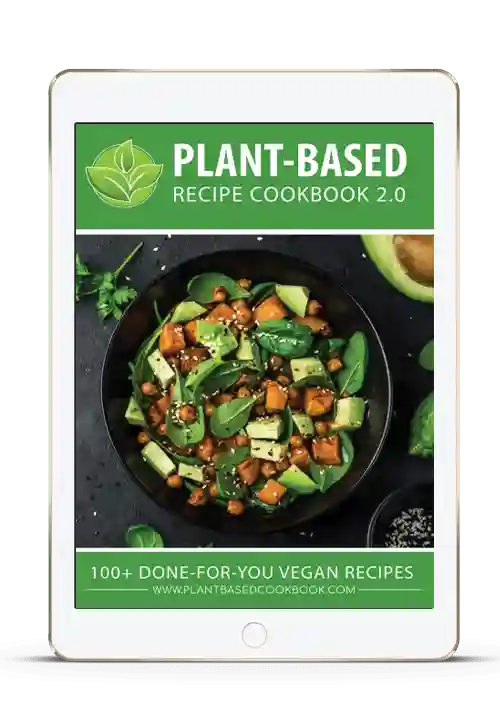 PLANT-BASED
RECIPE COOKBOOK 2.0
100+ DONE-FOR-YOU VEGAN RECIPES
WWW.PLANTBASEDCOOKBOOK.COM